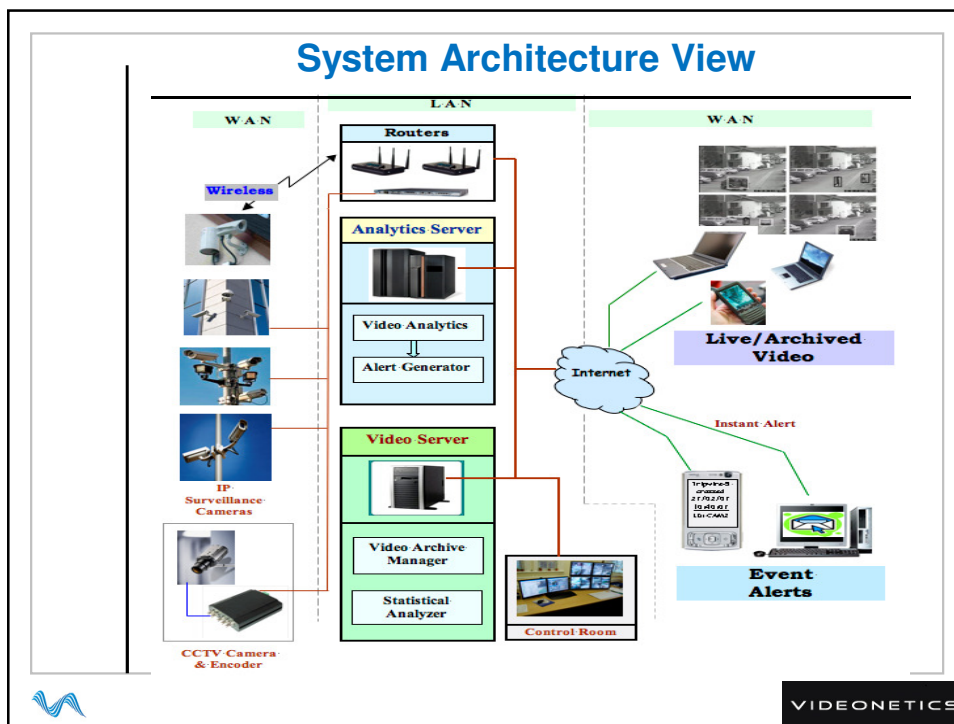 System Architecture View
W·A·N
L·A·N
W·A·N
Wireless
Routers
Analytics Server
Video·Analytics
Alert·Generator
Video·Server
Video·Archive·
Manager
Statistical·
Analyzer
IP·
Surveillance·
Cameras
CCTV·Camera·
&·Encoder
Control·Room
Internet
Live/Archived·
Video
Instant·Alert
crossed
Event·
Alerts
VIDEONETICS